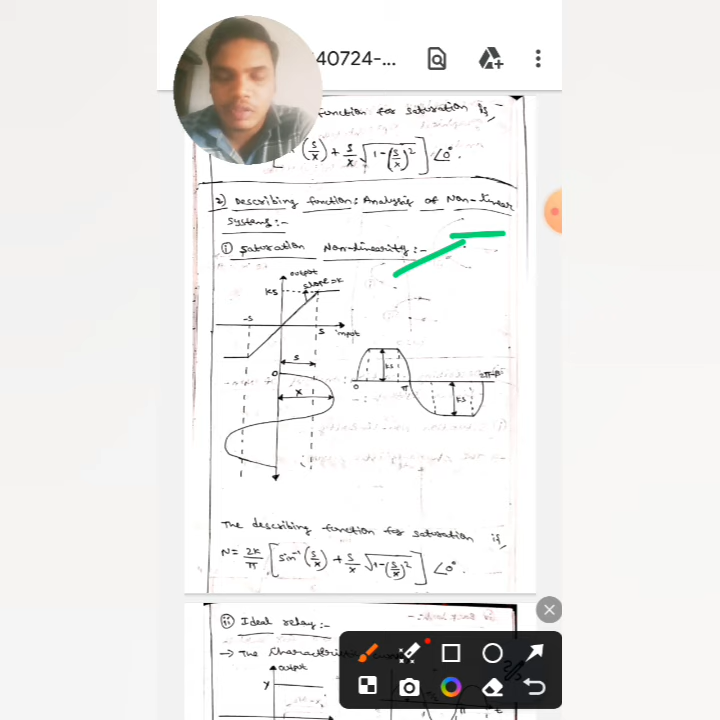 40724-...
function for saturation is,
(S/X) + S/X √1-(S/X)² ] ∠0°.
2) Describing function: Analysis of Non-linear
Systems:-
(i) Saturation Non-linearity:-
output
KS
slope=K
-S
S
input
S
0
X
KS
0
π
KS
The describing function for saturation is,
N = 2K/π [ sin⁻¹(S/X) + S/X √1-(S/X)² ] ∠0°.
(ii) Ideal relay:-
→ The Characteristic
output
Y
π
t